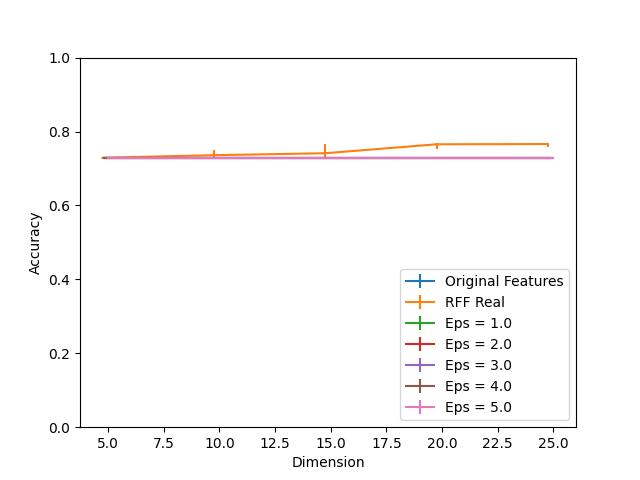 1.0
0.8
0.6
0.4
0.2
0.0
Accuracy
Original Features
RFF Real
Eps = 1.0
Eps = 2.0
Eps = 3.0
Eps = 4.0
Eps = 5.0
5.0 7.5 10.0 12.5 15.0 17.5 20.0 22.5 25.0
Dimension